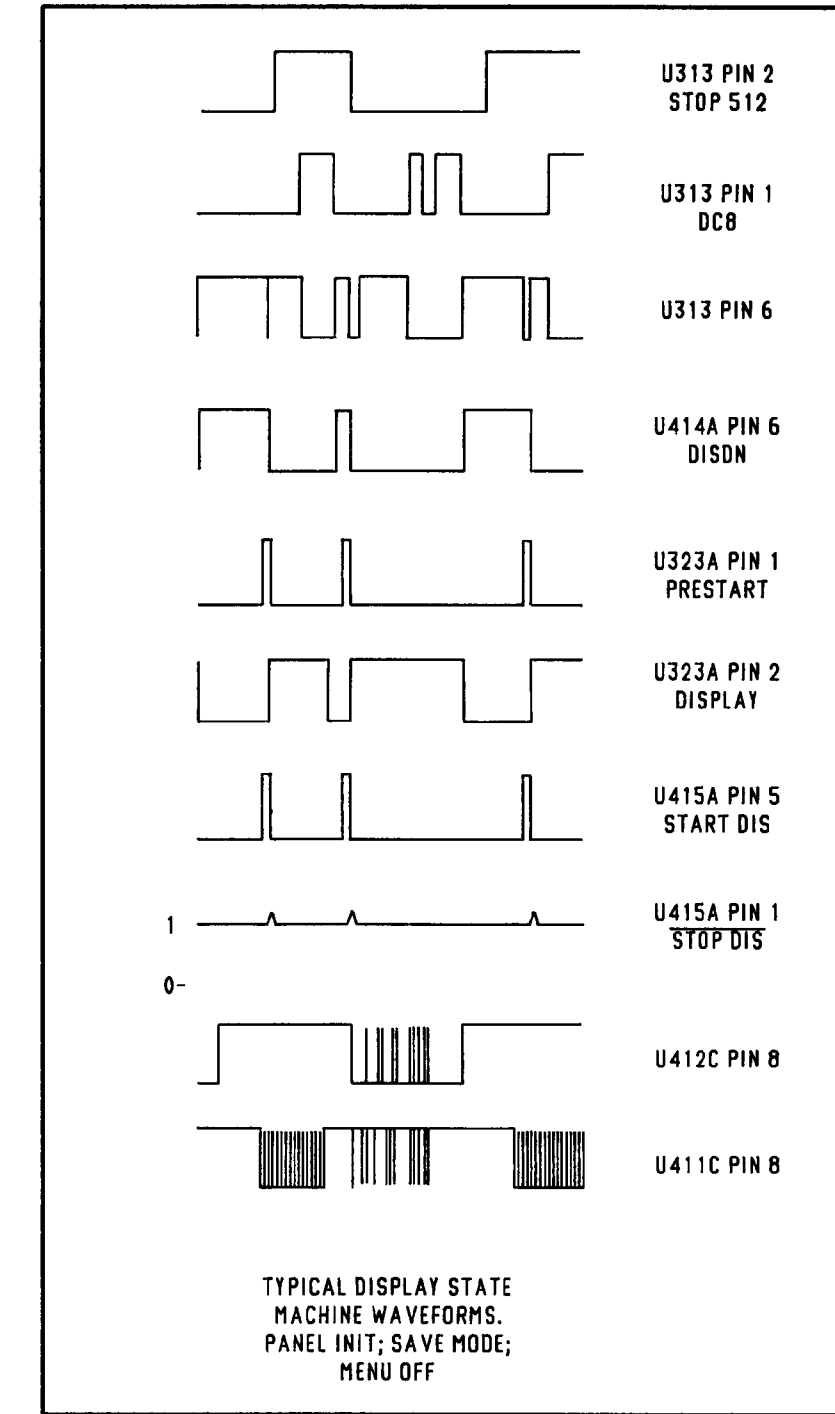 U313 PIN 2
STOP 512
U313 PIN 1
DC8
U313 PIN 6
U414A PIN 6
DISDN
U323A PIN 1
PRESTART
U323A PIN 2
DISPLAY
U415A PIN 5
START DIS
1
U415A PIN 1
STOP DIS
0-
U412C PIN 8
U411C PIN 8
TYPICAL DISPLAY STATE
MACHINE WAVEFORMS.
PANEL INIT; SAVE MODE;
MENU OFF